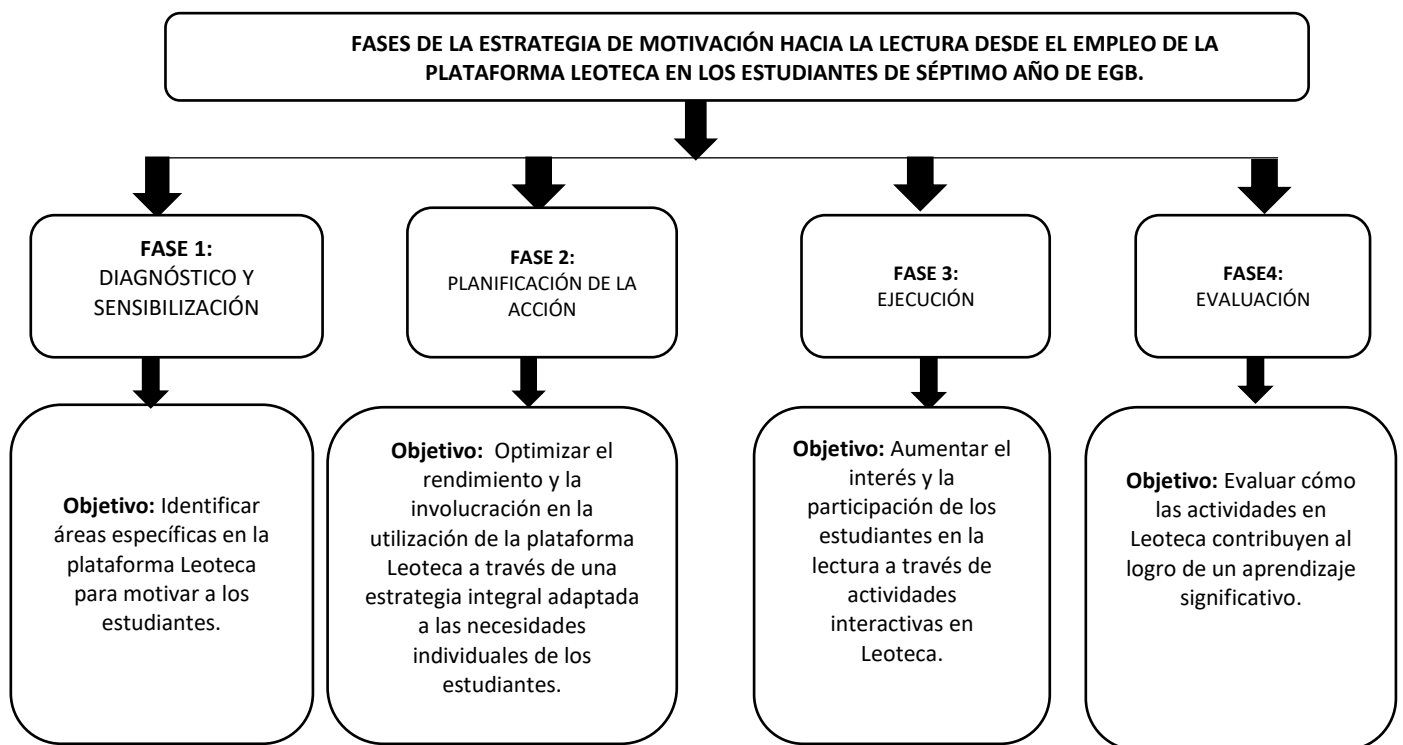 FASES DE LA ESTRATEGIA DE MOTIVACIÓN HACIA LA LECTURA DESDE EL EMPLEO DE LA
PLATAFORMA LEOTECA EN LOS ESTUDIANTES DE SÉPTIMO AÑO DE EGB.
FASE 1:
DIAGNÓSTICO Y
SENSIBILIZACIÓN
FASE 2:
PLANIFICACIÓN DE LA
ACCIÓN
FASE 3:
EJECUCIÓN
FASE4:
EVALUACIÓN
Objetivo: Identificar
áreas específicas en la
plataforma Leoteca
para motivar a los
estudiantes.
Objetivo: Optimizar el
rendimiento y la
involucración en la
utilización de la plataforma
Leoteca a través de una
estrategia integral adaptada
a las necesidades
individuales de los
estudiantes.
Objetivo: Aumentar el
interés y la
participación de los
estudiantes en la
lectura a través de
actividades
interactivas en
Leoteca.
Objetivo: Evaluar cómo
las actividades en
Leoteca contribuyen al
logro de un aprendizaje
significativo.